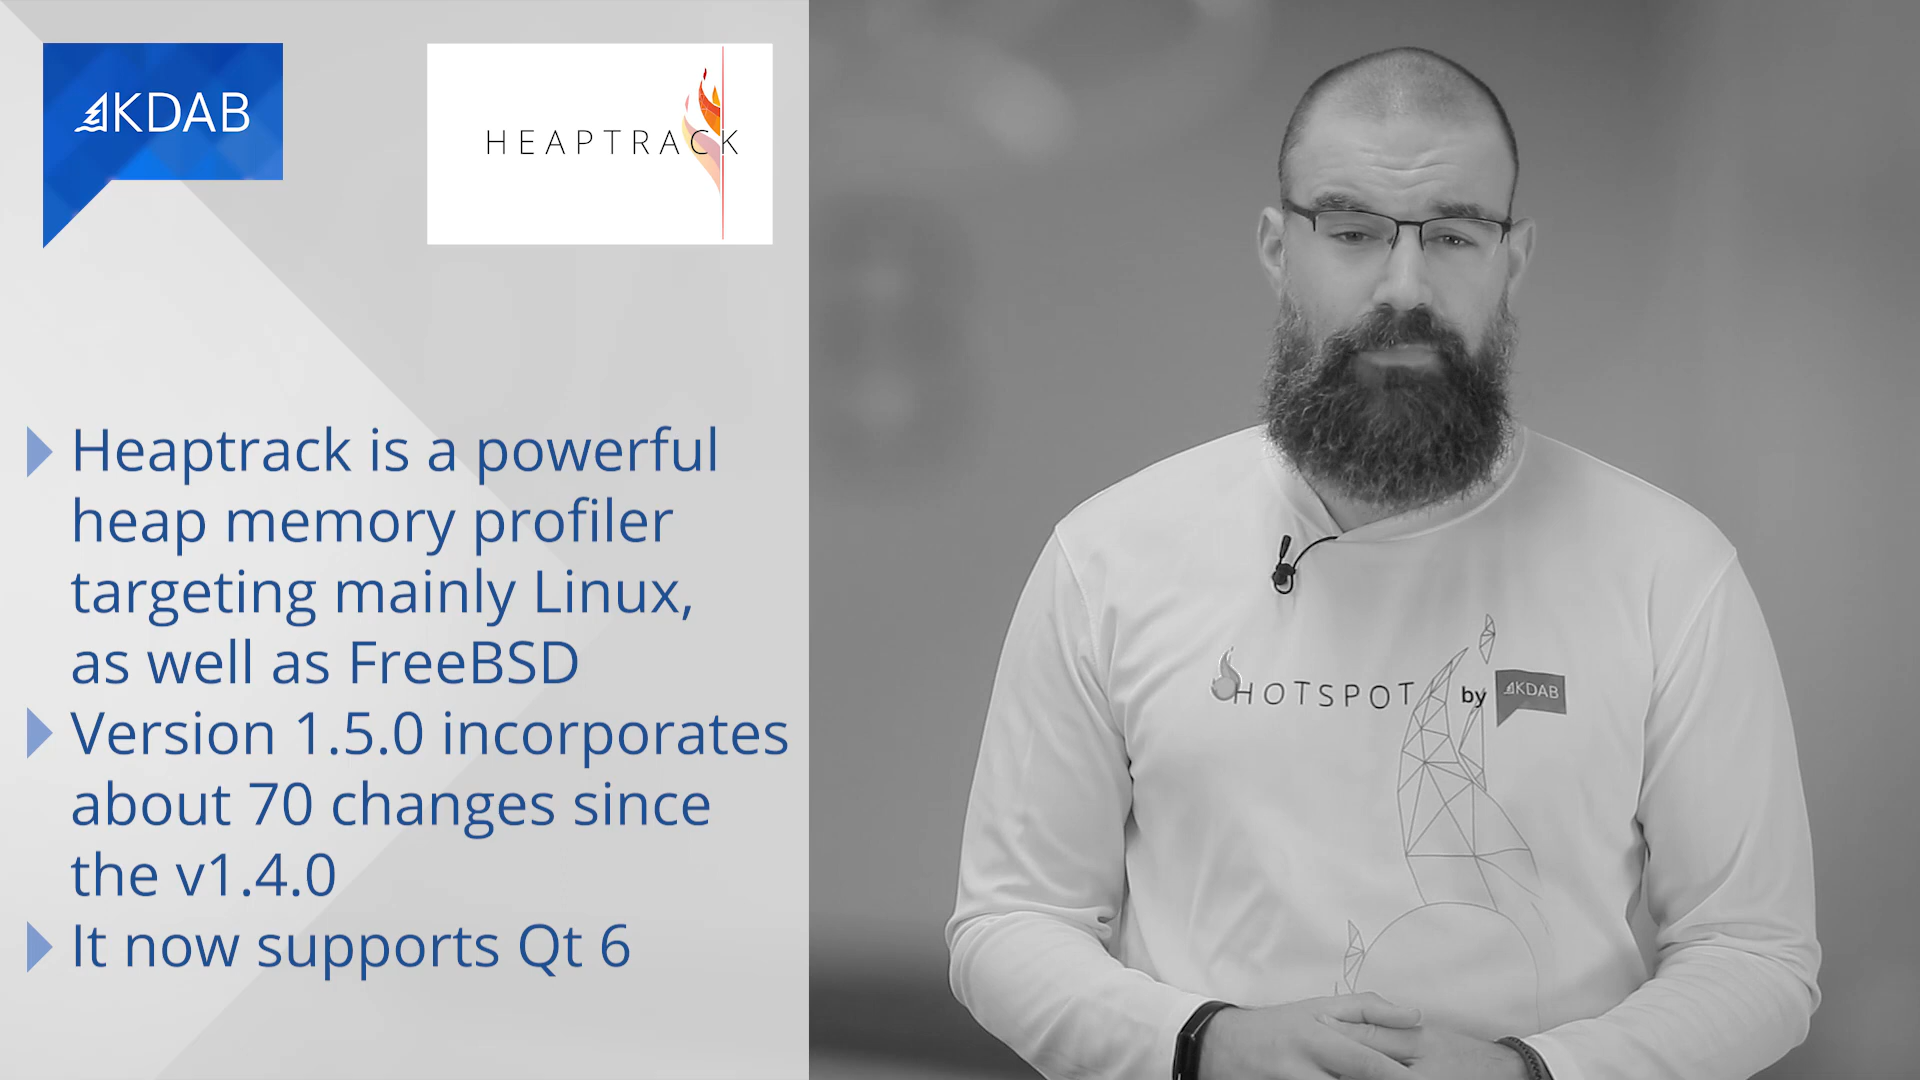 KDAB
HEAPTRACK
Heaptrack is a powerful
heap memory profiler
targeting mainly Linux,
as well as FreeBSD
Version 1.5.0 incorporates
about 70 changes since
the v1.4.0
It now supports Qt 6
HOTSPOT by KDAB